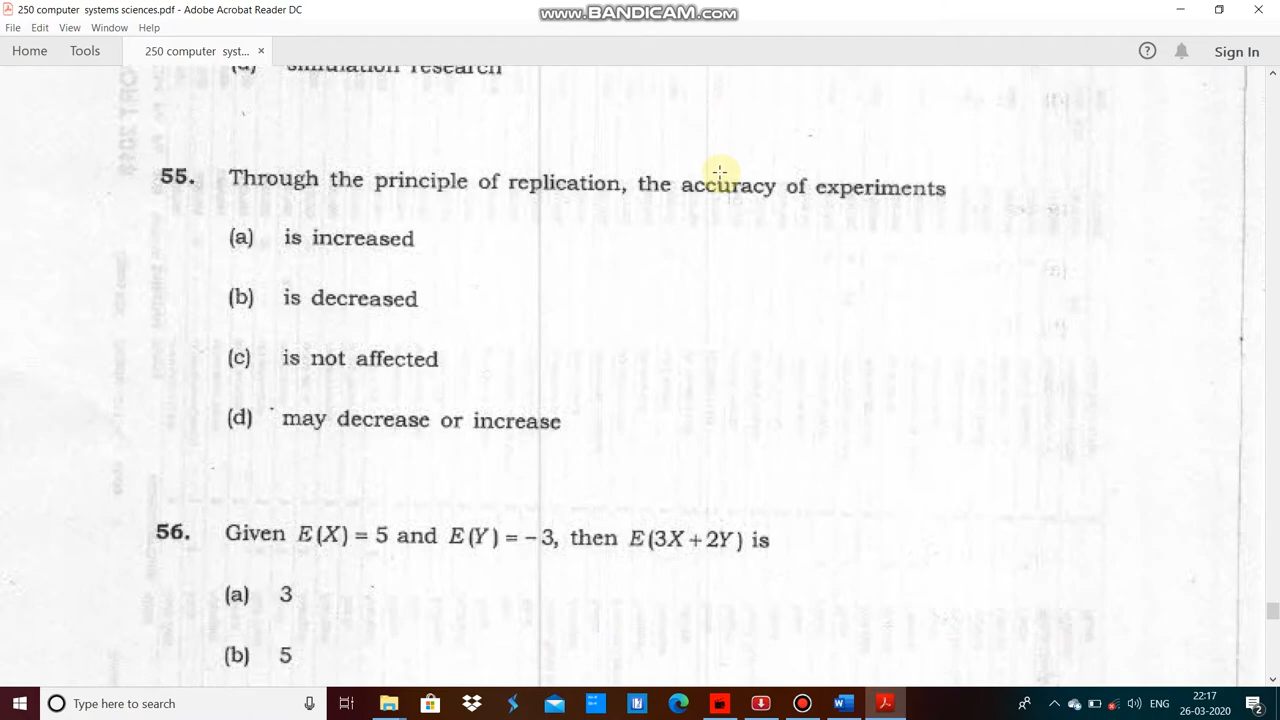 250 computer systems sciences.pdf - Adobe Acrobat Reader DC
www.BANDICAM.com
File Edit View Window Help
Home Tools 250 computer syst... × Sign In
simulation research
55. Through the principle of replication, the accuracy of experiments
(a) is increased
(b) is decreased
(c) is not affected
(d) may decrease or increase
56. Given E(X) = 5 and E(Y) = -3, then E(3X + 2Y) is
(a) 3
(b) 5
Type here to search
ENG
22:17
26-03-2020
2